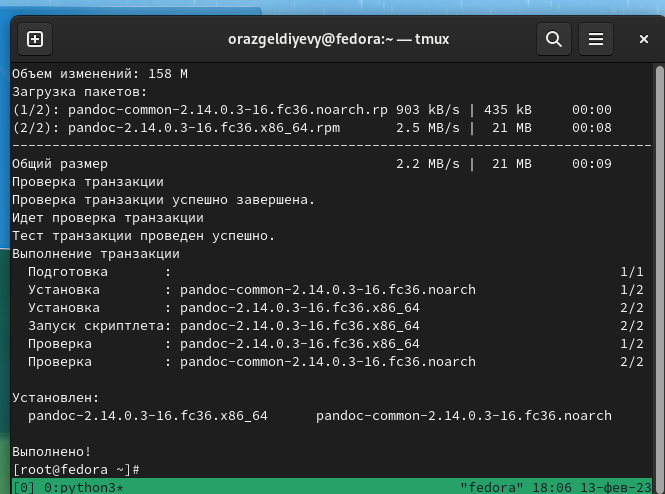 orazgeldiyevy@fedora:~ — tmux
Объем изменений: 158 M
Загрузка пакетов:
(1/2): pandoc-common-2.14.0.3-16.fc36.noarch.rp 903 kB/s | 435 kB     00:00
(2/2): pandoc-2.14.0.3-16.fc36.x86_64.rpm       2.5 MB/s |  21 MB     00:08
--------------------------------------------------------------------------------
Общий размер                                    2.2 MB/s |  21 MB     00:09
Проверка транзакции
Проверка транзакции успешно завершена.
Идет проверка транзакции
Тест транзакции проведен успешно.
Выполнение транзакции
  Подготовка       :                                                        1/1
  Установка        : pandoc-common-2.14.0.3-16.fc36.noarch                  1/2
  Установка        : pandoc-2.14.0.3-16.fc36.x86_64                         2/2
  Запуск скриптлета: pandoc-2.14.0.3-16.fc36.x86_64                         2/2
  Проверка         : pandoc-2.14.0.3-16.fc36.x86_64                         1/2
  Проверка         : pandoc-common-2.14.0.3-16.fc36.noarch                  2/2
Установлен:
  pandoc-2.14.0.3-16.fc36.x86_64      pandoc-common-2.14.0.3-16.fc36.noarch
Выполнено!
[root@fedora ~]#
[0] 0:python3*                                          "fedora" 18:06 13-фев-23